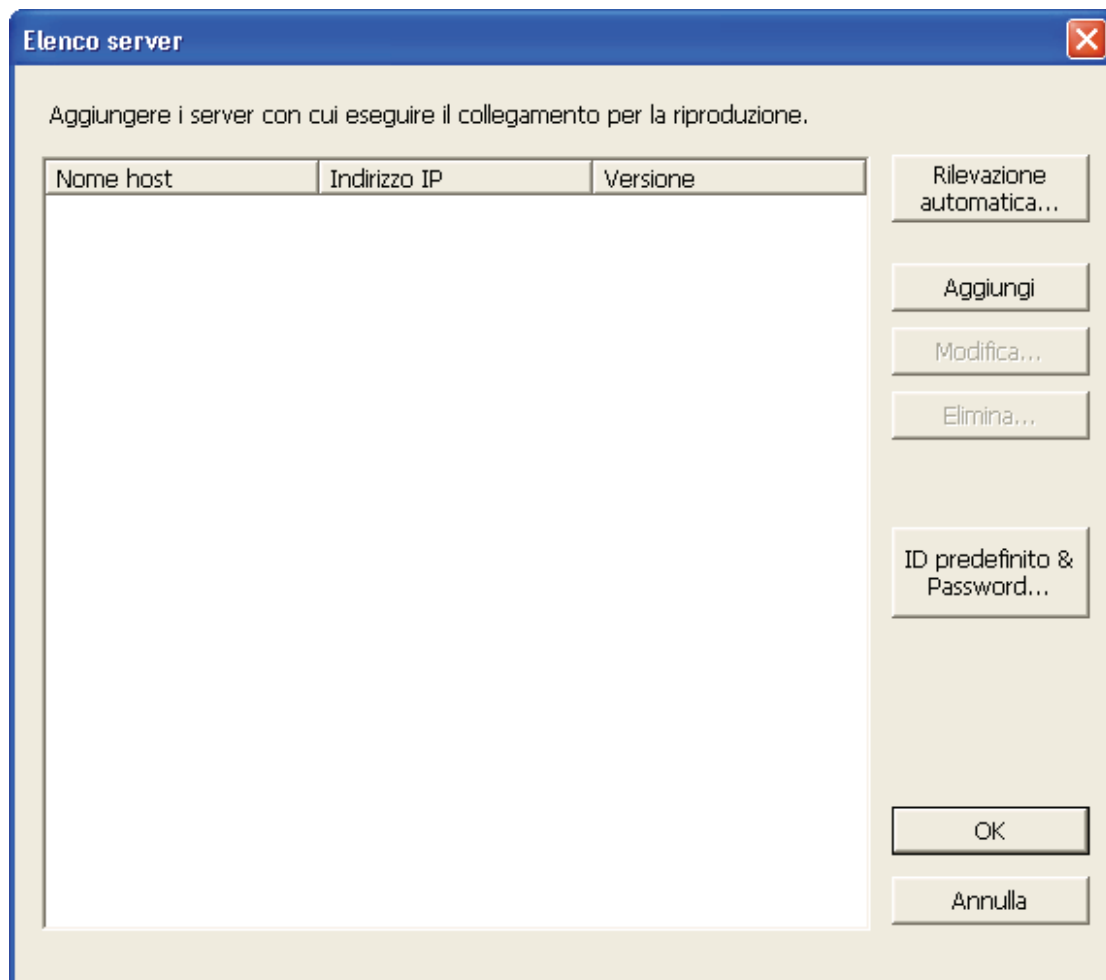 Elenco server
Aggiungere i server con cui eseguire il collegamento per la riproduzione.
Nome host
Indirizzo IP
Versione
Rilevazione
automatica...
Aggiungi
Modifica...
Elimina...
ID predefinito &
Password...
OK
Annulla